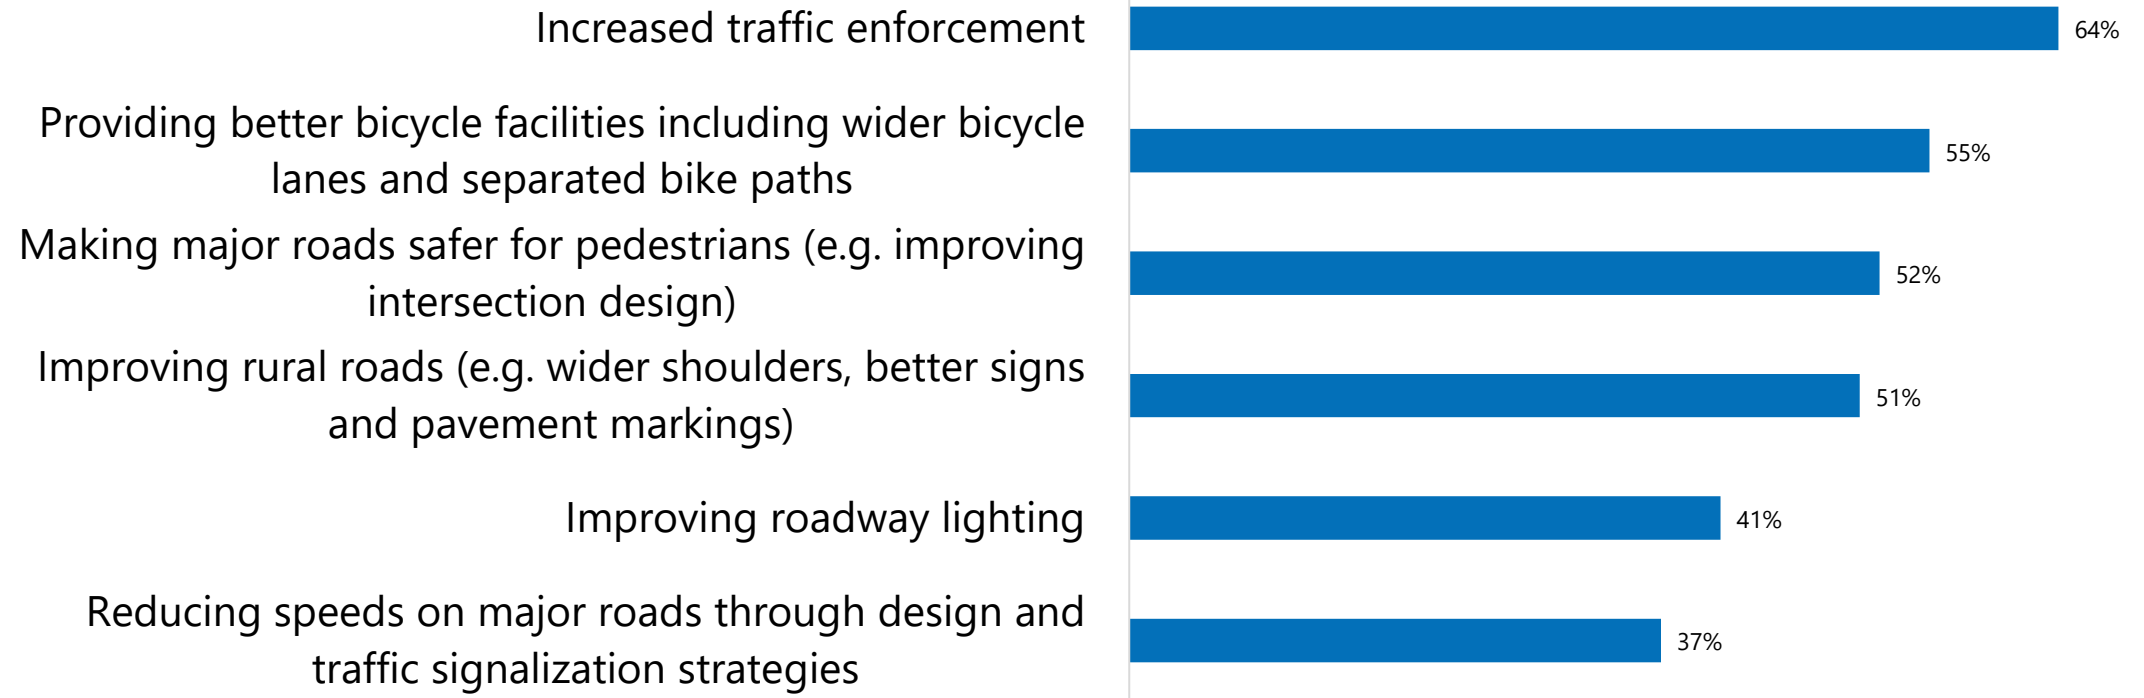 Increased traffic enforcement
64%
Providing better bicycle facilities including wider bicycle
lanes and separated bike paths
55%
Making major roads safer for pedestrians (e.g. improving
intersection design)
52%
Improving rural roads (e.g. wider shoulders, better signs
and pavement markings)
51%
Improving roadway lighting
41%
Reducing speeds on major roads through design and
traffic signalization strategies
37%